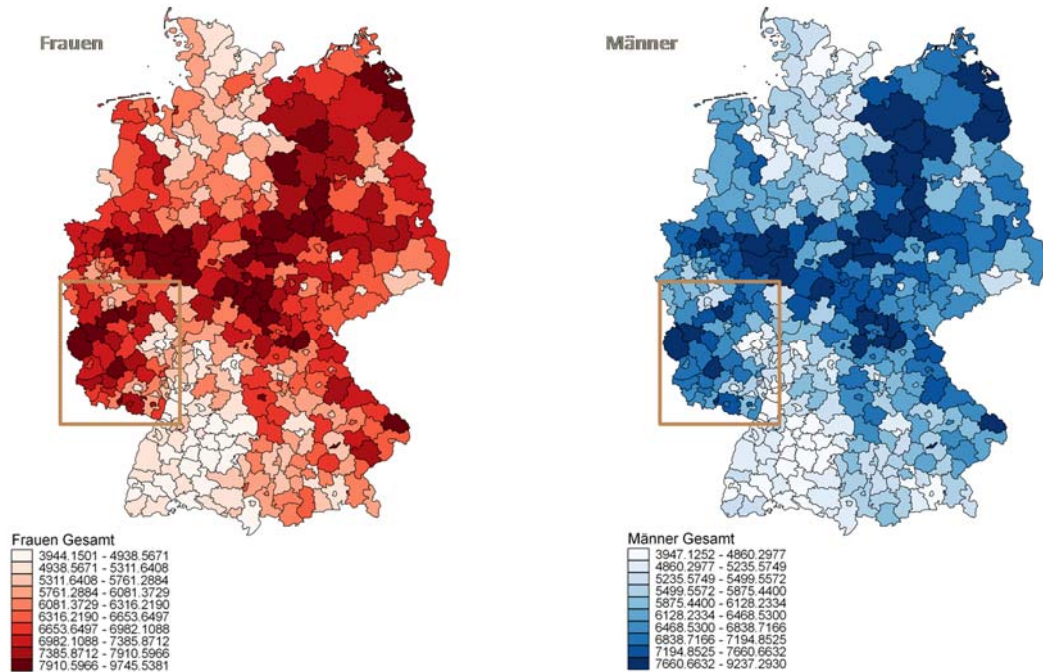 Frauen
Männer
Frauen Gesamt
3944.1501 - 4938.5671
4938.5671 - 5311.6408
5311.6408 - 5761.2884
5761.2884 - 6081.3729
6081.3729 - 6316.2190
6316.2190 - 6653.6497
6653.6497 - 6982.1088
6982.1088 - 7385.8712
7385.8712 - 7910.5966
7910.5966 - 9745.5381
Männer Gesamt
3947.1252 - 4860.2977
4860.2977 - 5235.5749
5235.5749 - 5499.5572
5499.5572 - 5875.4400
5875.4400 - 6128.2334
6128.2334 - 6468.5300
6468.5300 - 6838.7166
6838.7166 - 7194.8525
7194.8525 - 7660.6632
7660.6632 - 9237.2930